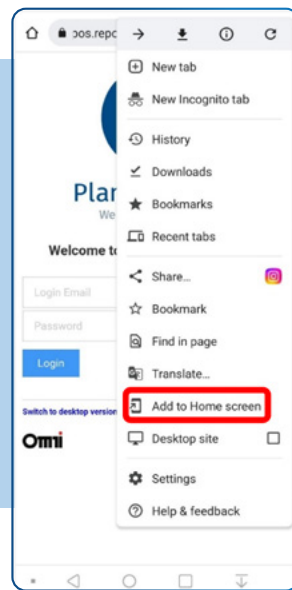 pos.repo
New tab
New Incognito tab
History
Downloads
Bookmarks
Recent tabs
Share...
Bookmark
Find in page
Translate...
Add to Home screen
Desktop site
Settings
Help & feedback
Plan
We
Welcome to
Login Email
Password
Login
Switch to desktop version
Omni